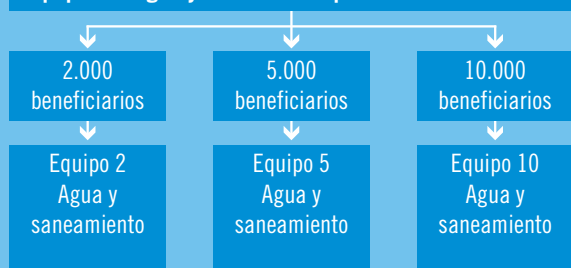 2.000
beneficiarios
5.000
beneficiarios
10.000
beneficiarios
Equipo 2
Agua y
saneamiento
Equipo 5
Agua y
saneamiento
Equipo 10
Agua y
saneamiento